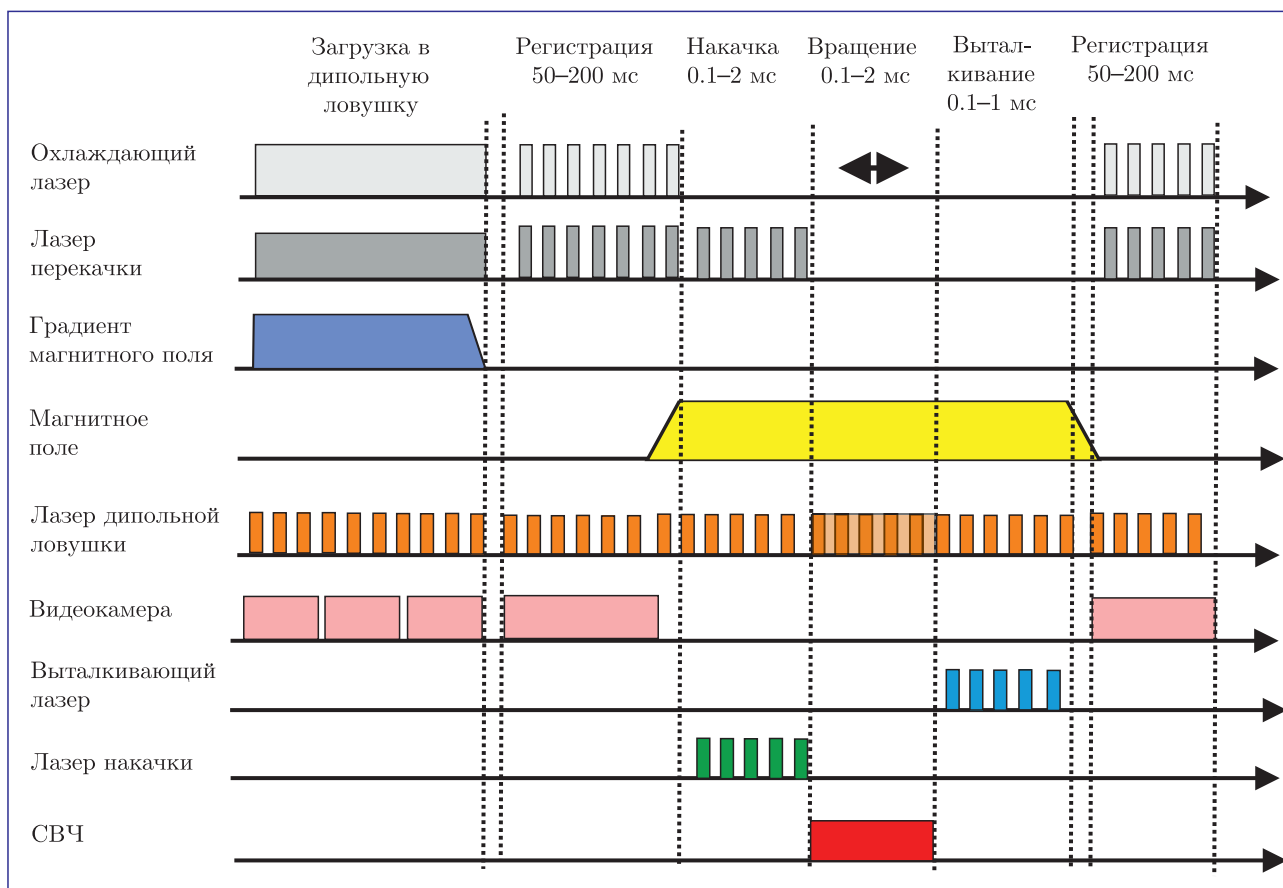 Загрузка в
дипольную
ловушку
Регистрация
50–200 мс
Накачка
0.1–2 мс
Вращение
0.1–2 мс
Вытал-
кивание
0.1–1 мс
Регистрация
50–200 мс
Охлаждающий
лазер
Лазер
перекачки
Градиент
магнитного поля
Магнитное
поле
Лазер дипольной
ловушки
Видеокамера
Выталкивающий
лазер
Лазер накачки
СВЧ